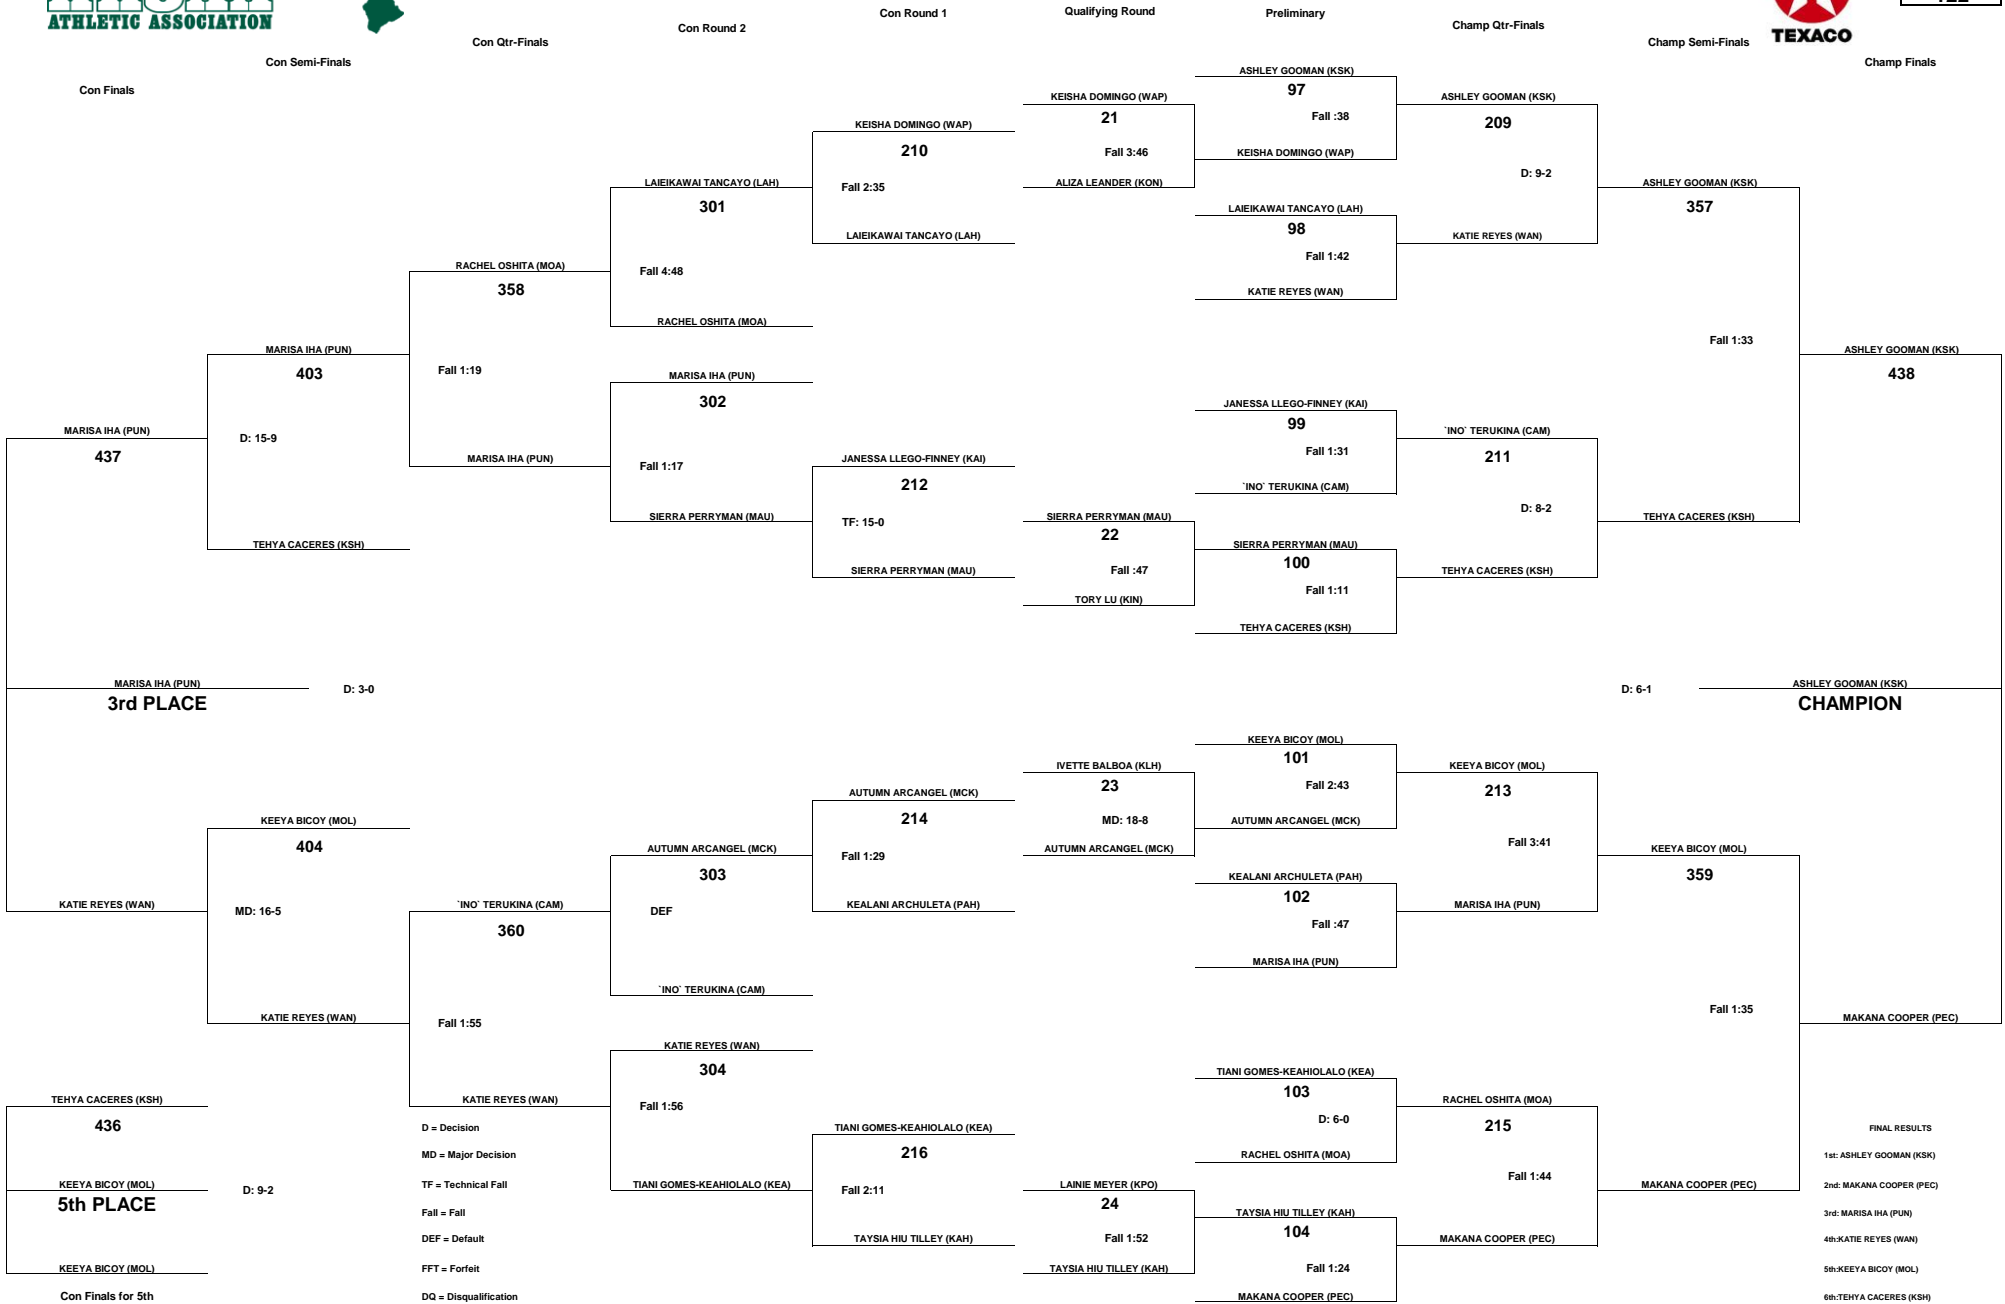 ATHLETIC ASSOCIATION
TEXACO
Con Finals
Con Semi-Finals
Con Qtr-Finals
Con Round 2
Con Round 1
Qualifying Round
Preliminary
Champ Qtr-Finals
Champ Semi-Finals
Champ Finals
MARISA IHA (PUN)
437
MARISA IHA (PUN)
3rd PLACE
D: 3-0
KATIE REYES (WAN)
TEHYA CACERES (KSH)
436
KEEYA BICOY (MOL)
5th PLACE
D: 9-2
KEEYA BICOY (MOL)
Con Finals for 5th
MARISA IHA (PUN)
403
D: 15-9
TEHYA CACERES (KSH)
KEEYA BICOY (MOL)
404
MD: 16-5
KATIE REYES (WAN)
RACHEL OSHITA (MOA)
358
Fall 1:19
MARISA IHA (PUN)
`INO` TERUKINA (CAM)
360
Fall 1:55
KATIE REYES (WAN)
D = Decision
MD = Major Decision
TF = Technical Fall
Fall = Fall
DEF = Default
FFT = Forfeit
DQ = Disqualification
LAIEIKAWAI TANCAYO (LAH)
301
Fall 4:48
RACHEL OSHITA (MOA)
MARISA IHA (PUN)
302
Fall 1:17
SIERRA PERRYMAN (MAU)
AUTUMN ARCANGEL (MCK)
303
DEF
`INO` TERUKINA (CAM)
KATIE REYES (WAN)
304
Fall 1:56
TIANI GOMES-KEAHIOLALO (KEA)
KEISHA DOMINGO (WAP)
210
Fall 2:35
LAIEIKAWAI TANCAYO (LAH)
JANESSA LLEGO-FINNEY (KAI)
212
TF: 15-0
SIERRA PERRYMAN (MAU)
AUTUMN ARCANGEL (MCK)
214
Fall 1:29
KEALANI ARCHULETA (PAH)
TIANI GOMES-KEAHIOLALO (KEA)
216
Fall 2:11
TAYSIA HIU TILLEY (KAH)
KEISHA DOMINGO (WAP)
21
Fall 3:46
ALIZA LEANDER (KON)
SIERRA PERRYMAN (MAU)
22
Fall :47
TORY LU (KIN)
IVETTE BALBOA (KLH)
23
MD: 18-8
AUTUMN ARCANGEL (MCK)
LAINIE MEYER (KPO)
24
Fall 1:52
TAYSIA HIU TILLEY (KAH)
ASHLEY GOOMAN (KSK)
97
Fall :38
KEISHA DOMINGO (WAP)
LAIEIKAWAI TANCAYO (LAH)
98
Fall 1:42
KATIE REYES (WAN)
JANESSA LLEGO-FINNEY (KAI)
99
Fall 1:31
`INO` TERUKINA (CAM)
SIERRA PERRYMAN (MAU)
100
Fall 1:11
TEHYA CACERES (KSH)
KEEYA BICOY (MOL)
101
Fall 2:43
AUTUMN ARCANGEL (MCK)
KEALANI ARCHULETA (PAH)
102
Fall :47
MARISA IHA (PUN)
TIANI GOMES-KEAHIOLALO (KEA)
103
D: 6-0
RACHEL OSHITA (MOA)
TAYSIA HIU TILLEY (KAH)
104
Fall 1:24
MAKANA COOPER (PEC)
ASHLEY GOOMAN (KSK)
209
D: 9-2
KATIE REYES (WAN)
`INO` TERUKINA (CAM)
211
D: 8-2
TEHYA CACERES (KSH)
KEEYA BICOY (MOL)
213
Fall 3:41
MARISA IHA (PUN)
RACHEL OSHITA (MOA)
215
Fall 1:44
MAKANA COOPER (PEC)
ASHLEY GOOMAN (KSK)
357
Fall 1:33
TEHYA CACERES (KSH)
KEEYA BICOY (MOL)
359
Fall 1:35
MAKANA COOPER (PEC)
ASHLEY GOOMAN (KSK)
438
D: 6-1
ASHLEY GOOMAN (KSK)
CHAMPION
MAKANA COOPER (PEC)
FINAL RESULTS
1st: ASHLEY GOOMAN (KSK)
2nd: MAKANA COOPER (PEC)
3rd: MARISA IHA (PUN)
4th:KATIE REYES (WAN)
5th:KEEYA BICOY (MOL)
6th:TEHYA CACERES (KSH)